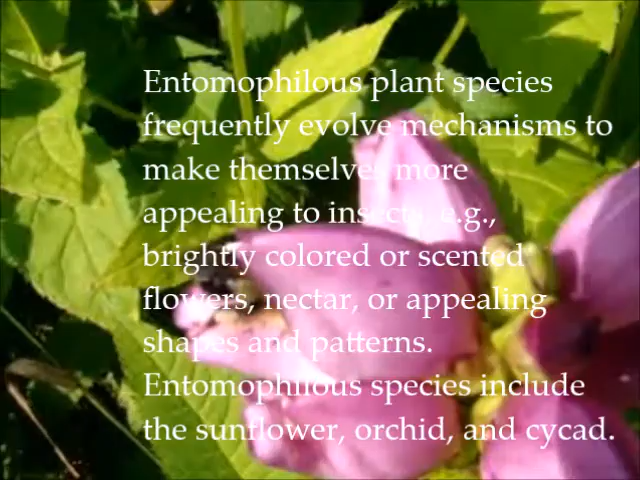 Entomophilous plant species
frequently evolve mechanisms to
make themselves more
appealing to insects, e.g.,
brightly colored or scented
flowers, nectar, or appealing
shapes and patterns.
Entomophilous species include
the sunflower, orchid, and cycad.